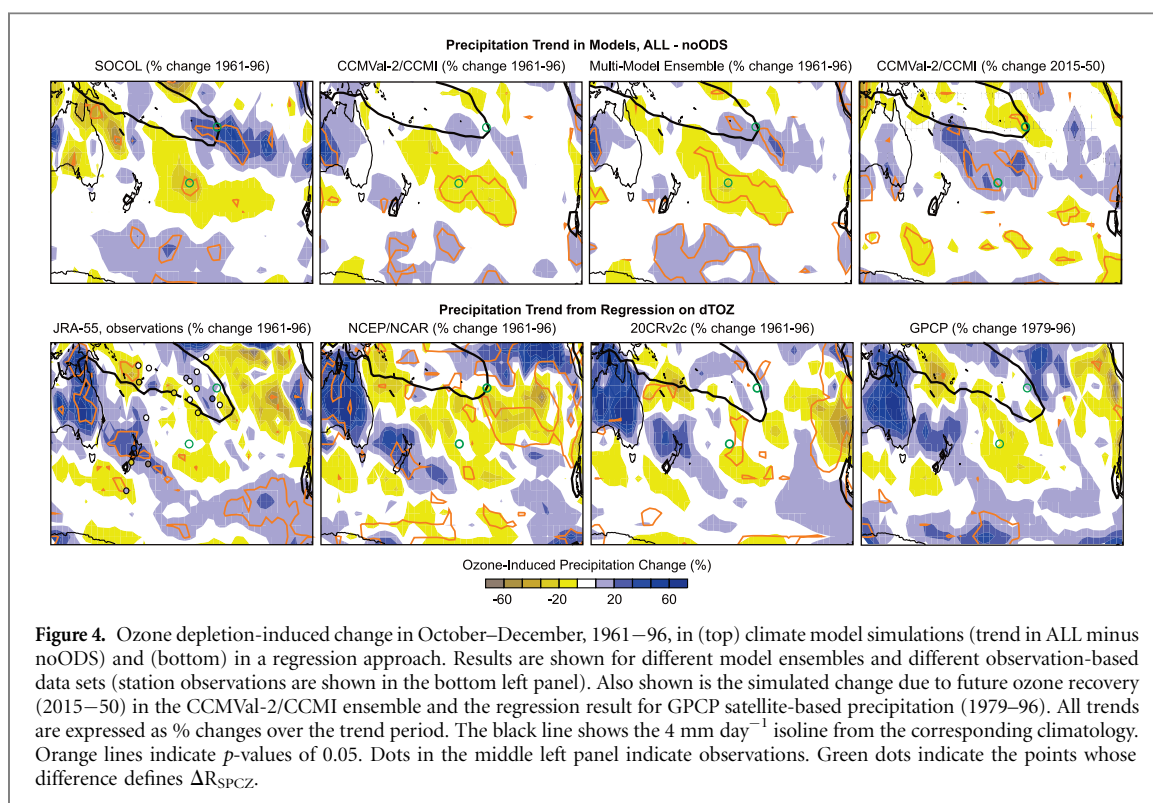 Precipitation Trend in Models, ALL - noODS
SOCOL (% change 1961-96)
CCMVal-2/CCMI (% change 1961-96)
Multi-Model Ensemble (% change 1961-96)
CCMVal-2/CCMI (% change 2015-50)
Precipitation Trend from Regression on dTOZ
JRA-55, observations (% change 1961-96)
NCEP/NCAR (% change 1961-96)
20CRv2c (% change 1961-96)
GPCP (% change 1979-96)
Ozone-Induced Precipitation Change (%)
-60 -20 20 60
Figure 4. Ozone depletion-induced change in October–December, 1961–96, in (top) climate model simulations (trend in ALL minus
noODS) and (bottom) in a regression approach. Results are shown for different model ensembles and different observation-based
data sets (station observations are shown in the bottom left panel). Also shown is the simulated change due to future ozone recovery
(2015–50) in the CCMVal-2/CCMI ensemble and the regression result for GPCP satellite-based precipitation (1979–96). All trends
are expressed as % changes over the trend period. The black line shows the 4 mm day⁻¹ isoline from the corresponding climatology.
Orange lines indicate p-values of 0.05. Dots in the middle left panel indicate observations. Green dots indicate the points whose
difference defines ΔR_SPCZ.